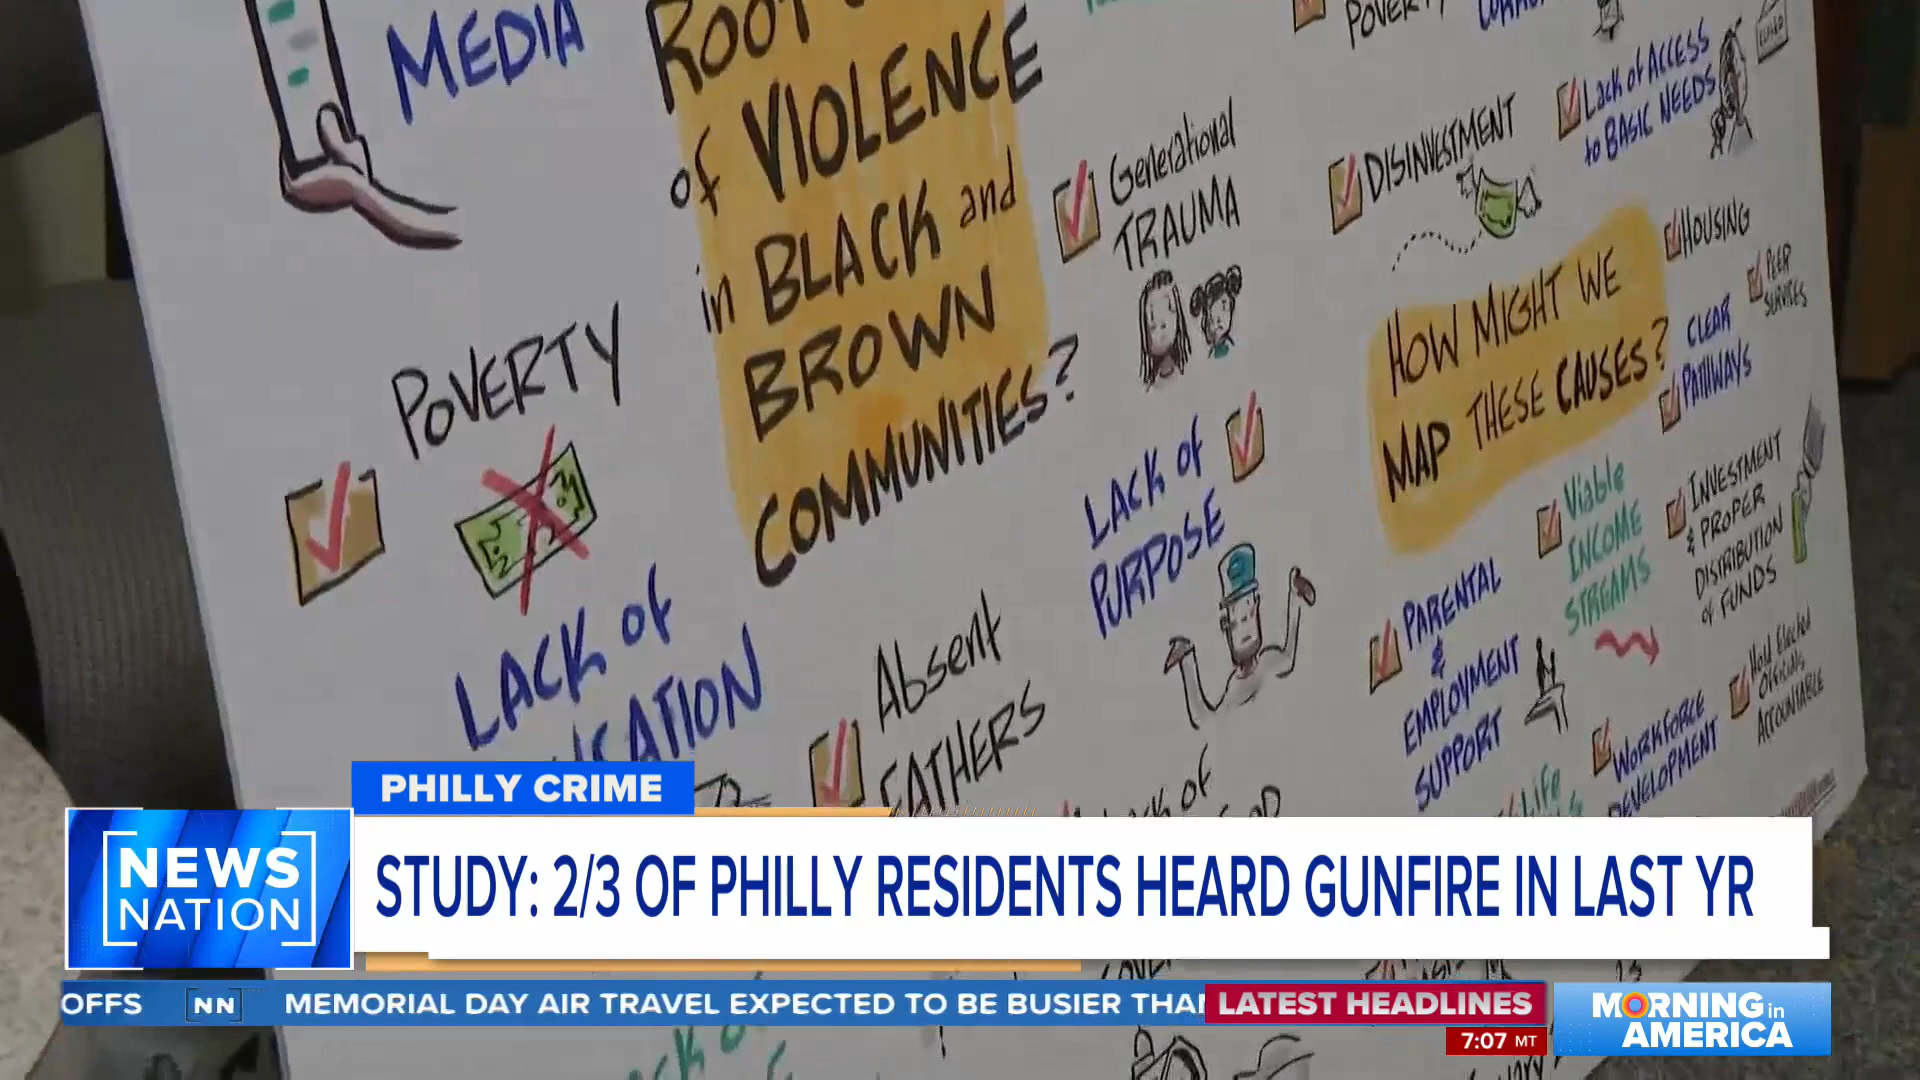 MEDIA
ROOT
of VIOLENCE
in BLACK and
BROWN
COMMUNITIES?
POVERTY
LACK of
Absent
FATHERS
Generational
TRAUMA
LACK of
PURPOSE
POVERTY
DISINVESTMENT
Lack of ACCESS
to BASIC NEEDS
HOW MIGHT WE
MAP THESE CAUSES?
HOUSING
PEER
SERVICES
CLEAR
PATHWAYS
Viable
INCOME
STREAMS
INVESTMENT
& PROPER
DISTRIBUTION
of FUNDS
PARENTAL
&
EMPLOYMENT
SUPPORT
WORKFORCE
DEVELOPMENT
Hold Elected
Officials
ACCOUNTABLE
Life
PHILLY CRIME
NEWS
NATION
STUDY: 2/3 OF PHILLY RESIDENTS HEARD GUNFIRE IN LAST YR
OFFS NN MEMORIAL DAY AIR TRAVEL EXPECTED TO BE BUSIER THAN
LATEST HEADLINES
7:07 MT
MORNING in
AMERICA